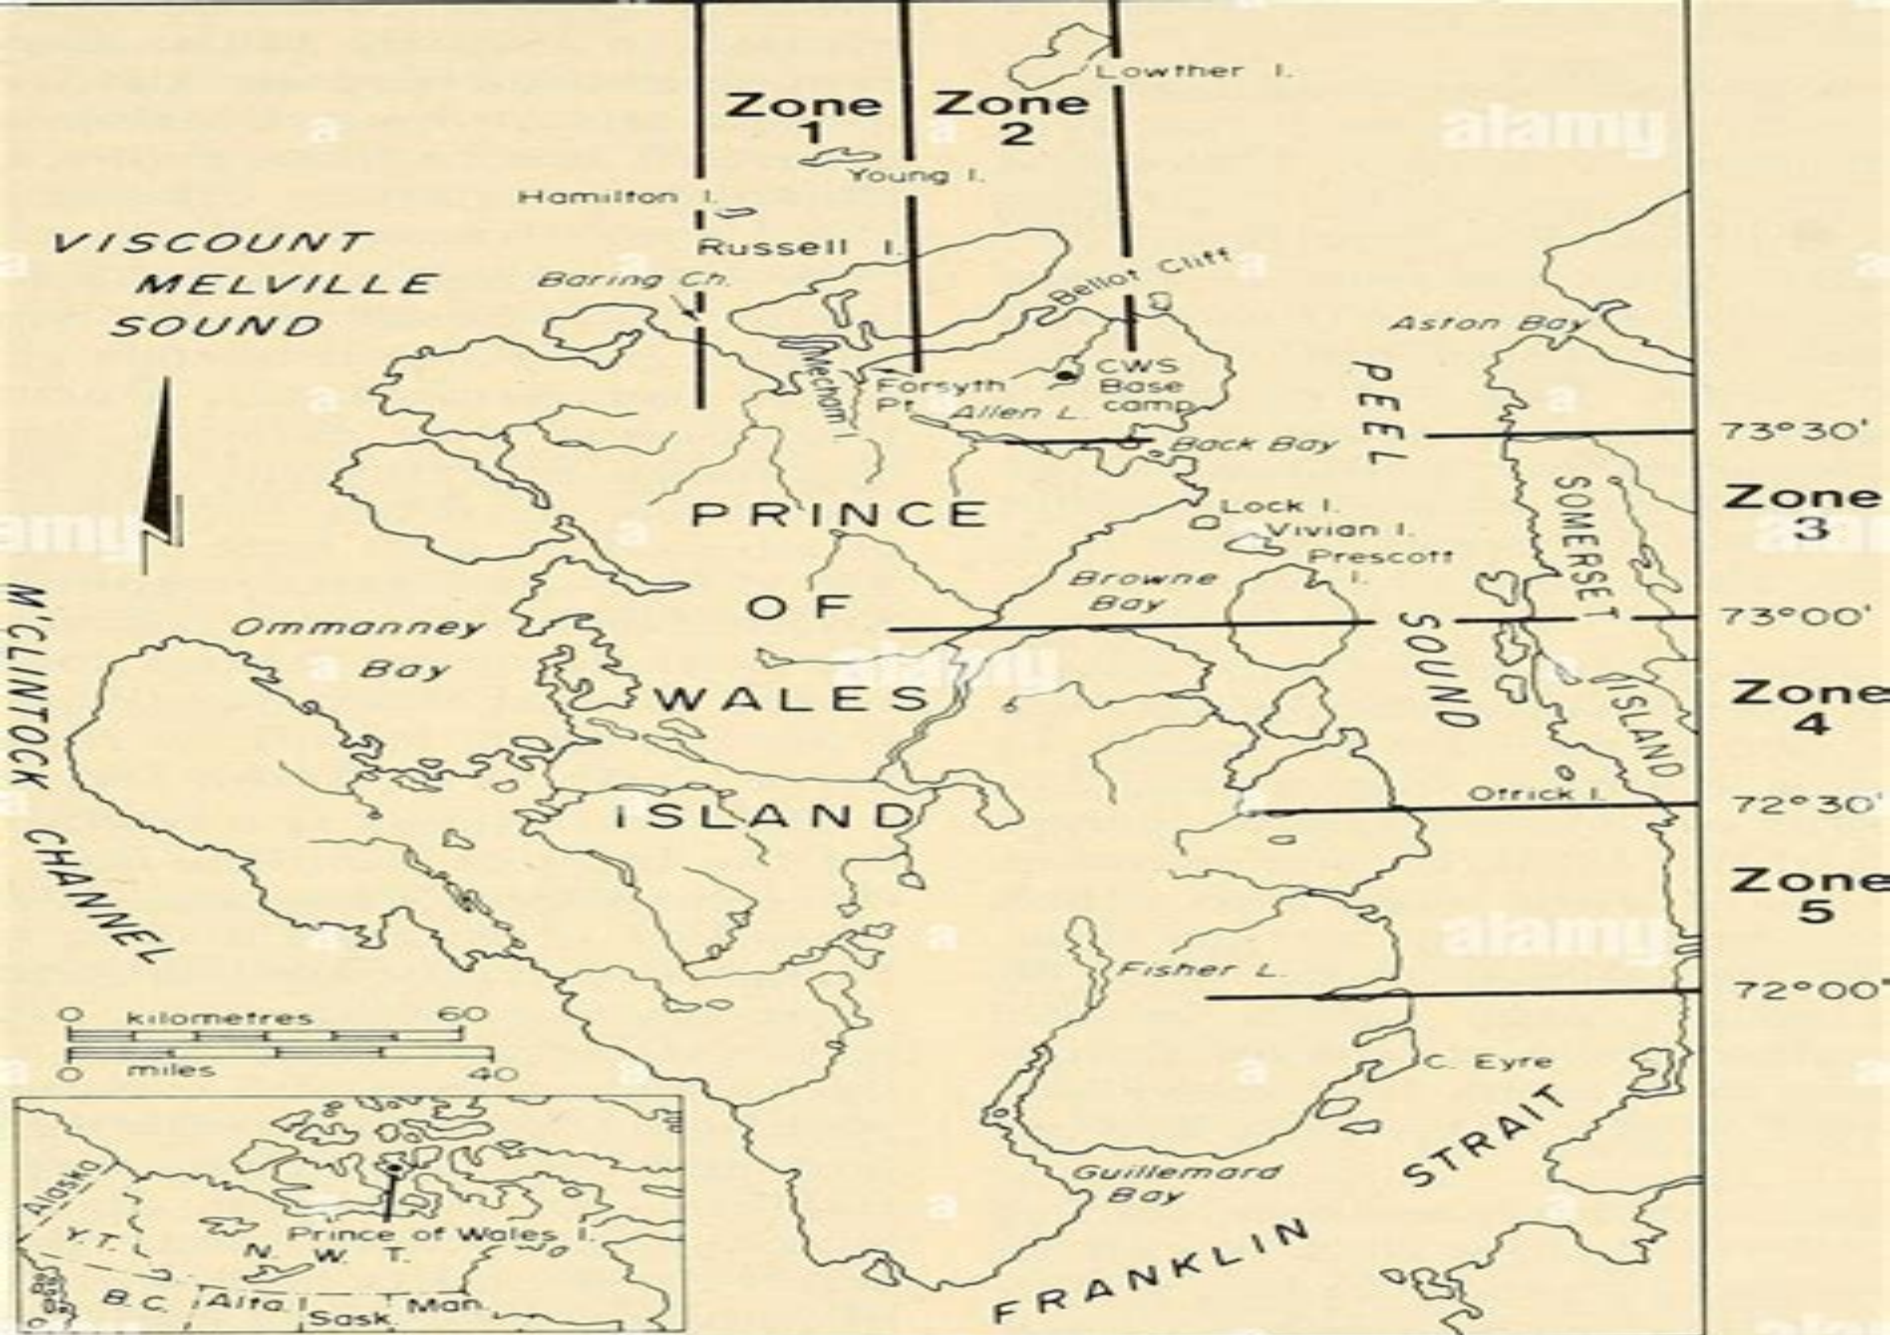 Lowther I.
Zone
1
Zone
2
Young I.
Hamilton I.
Russell I.
VISCOUNT
MELVILLE
SOUND
Baring Ch.
Bellot Cliff
Aston Bay
Mecham I.
Forsyth
Pt.
CWS
Base
camp
Allen L.
Back Bay
PEEL
SOUND
73°30'
PRINCE
OF
WALES
ISLAND
Lock I.
Vivian I.
Prescott
I.
SOMERSET
ISLAND
Zone
3
Browne
Bay
73°00'
Ommanney
Bay
M'CLINTOCK
CHANNEL
Zone
4
Otrick I.
72°30'
Zone
5
Fisher L.
72°00'
0 kilometres 60
0 miles 40
C. Eyre
Guillemard
Bay
FRANKLIN
STRAIT
Alaska
Y.T.
Prince of Wales I.
N. W. T.
B.C.
Alta.
Sask.
Man.
alamy
alamy
alamy
alamy
a